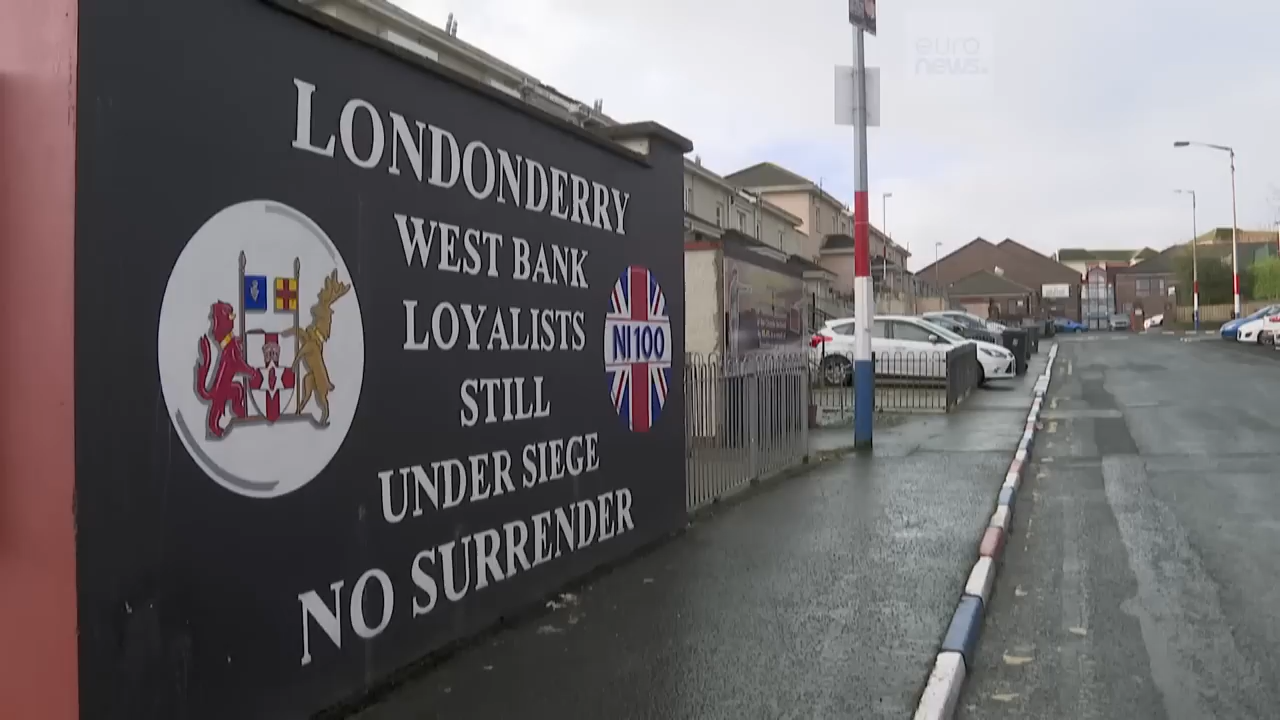 euro
news.
LONDONDERRY
WEST BANK
LOYALISTS
STILL
UNDER SIEGE
NO SURRENDER
NI100